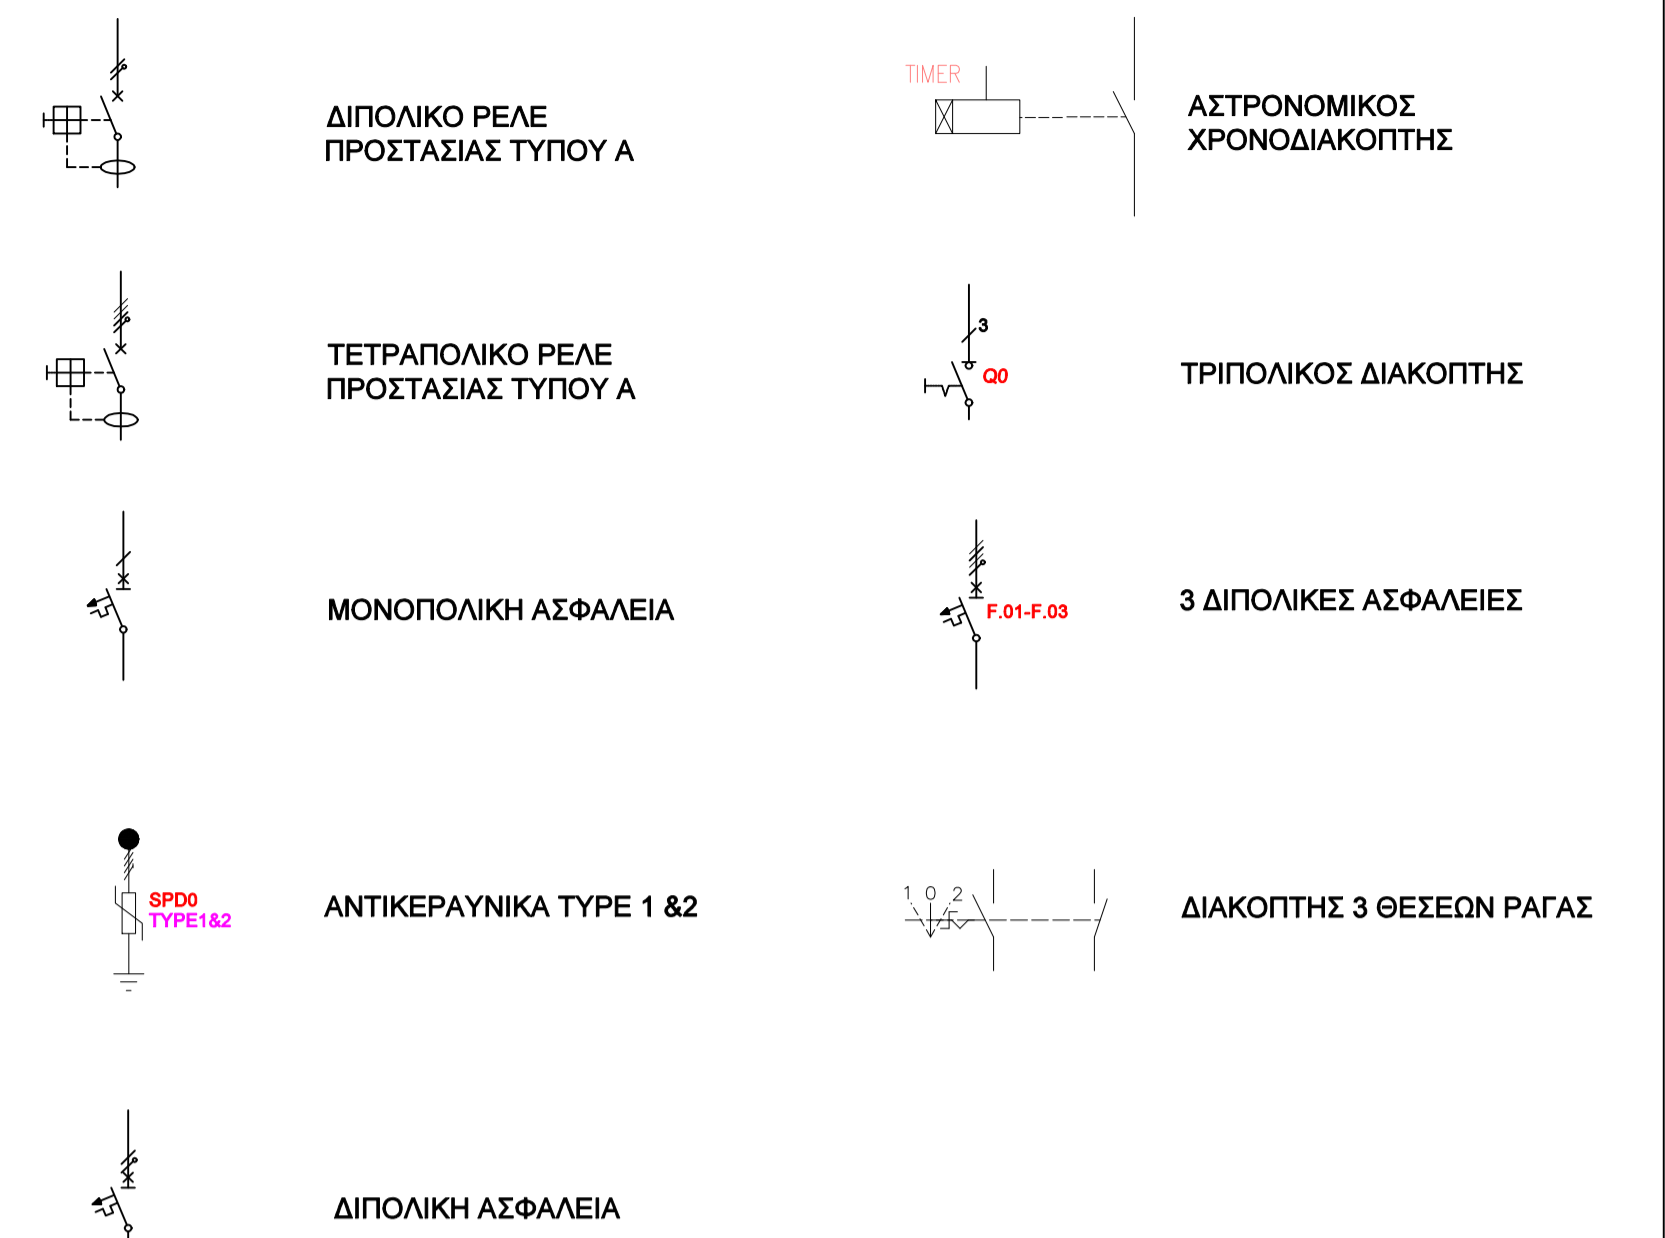 ΔΙΠΟΛΙΚΟ ΡΕΛΕ
ΠΡΟΣΤΑΣΙΑΣ ΤΥΠΟΥ Α
TIMER
ΑΣΤΡΟΝΟΜΙΚΟΣ
ΧΡΟΝΟΔΙΑΚΟΠΤΗΣ
ΤΕΤΡΑΠΟΛΙΚΟ ΡΕΛΕ
ΠΡΟΣΤΑΣΙΑΣ ΤΥΠΟΥ Α
3
Q0
ΤΡΙΠΟΛΙΚΟΣ ΔΙΑΚΟΠΤΗΣ
ΜΟΝΟΠΟΛΙΚΗ ΑΣΦΑΛΕΙΑ
F.01-F.03
3 ΔΙΠΟΛΙΚΕΣ ΑΣΦΑΛΕΙΕΣ
SPD0
TYPE1&2
ΑΝΤΙΚΕΡΑΥΝΙΚΑ TYPE 1 &2
1 0 2
ΔΙΑΚΟΠΤΗΣ 3 ΘΕΣΕΩΝ ΡΑΓΑΣ
ΔΙΠΟΛΙΚΗ ΑΣΦΑΛΕΙΑ